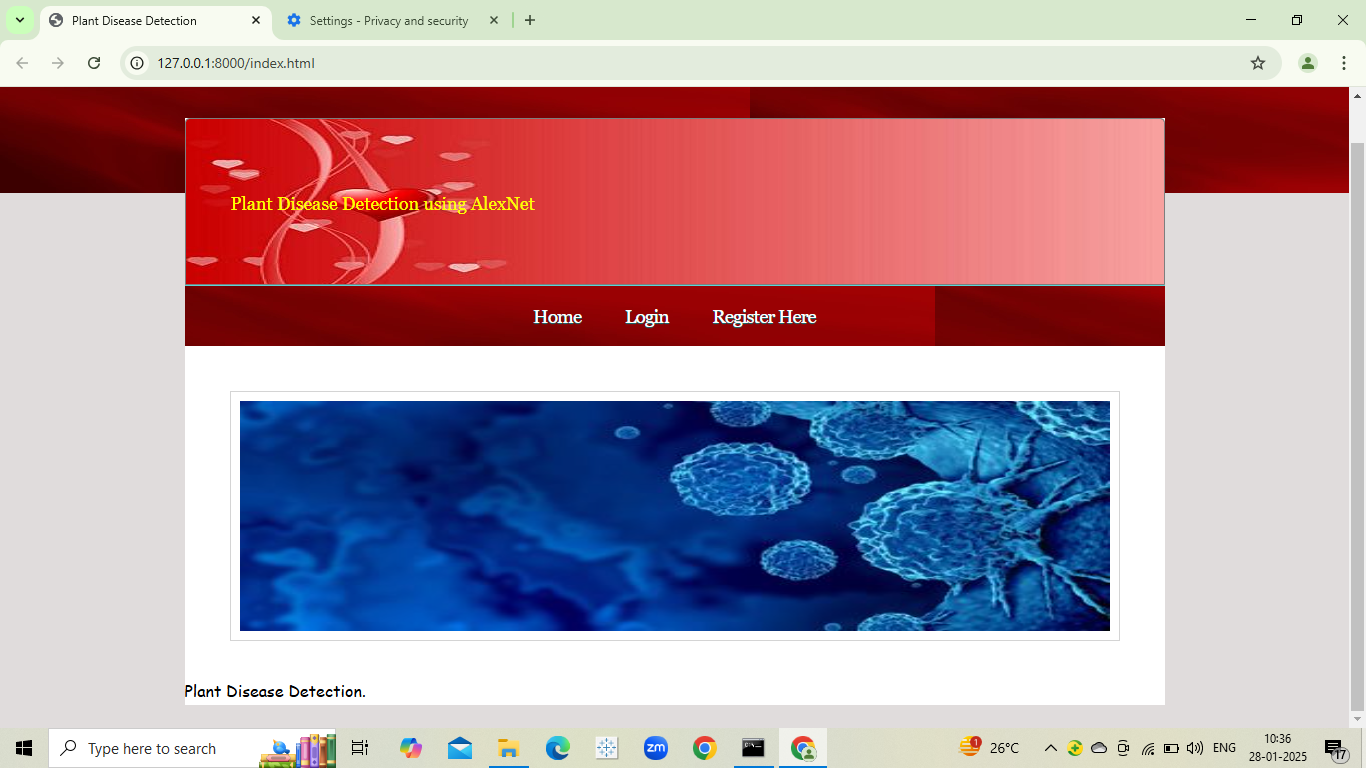 Plant Disease Detection
Settings - Privacy and security
127.0.0.1:8000/index.html
Plant Disease Detection using AlexNet
Home Login Register Here
Plant Disease Detection.
Type here to search
zm
1
26°C
ENG
10:36
28-01-2025
17